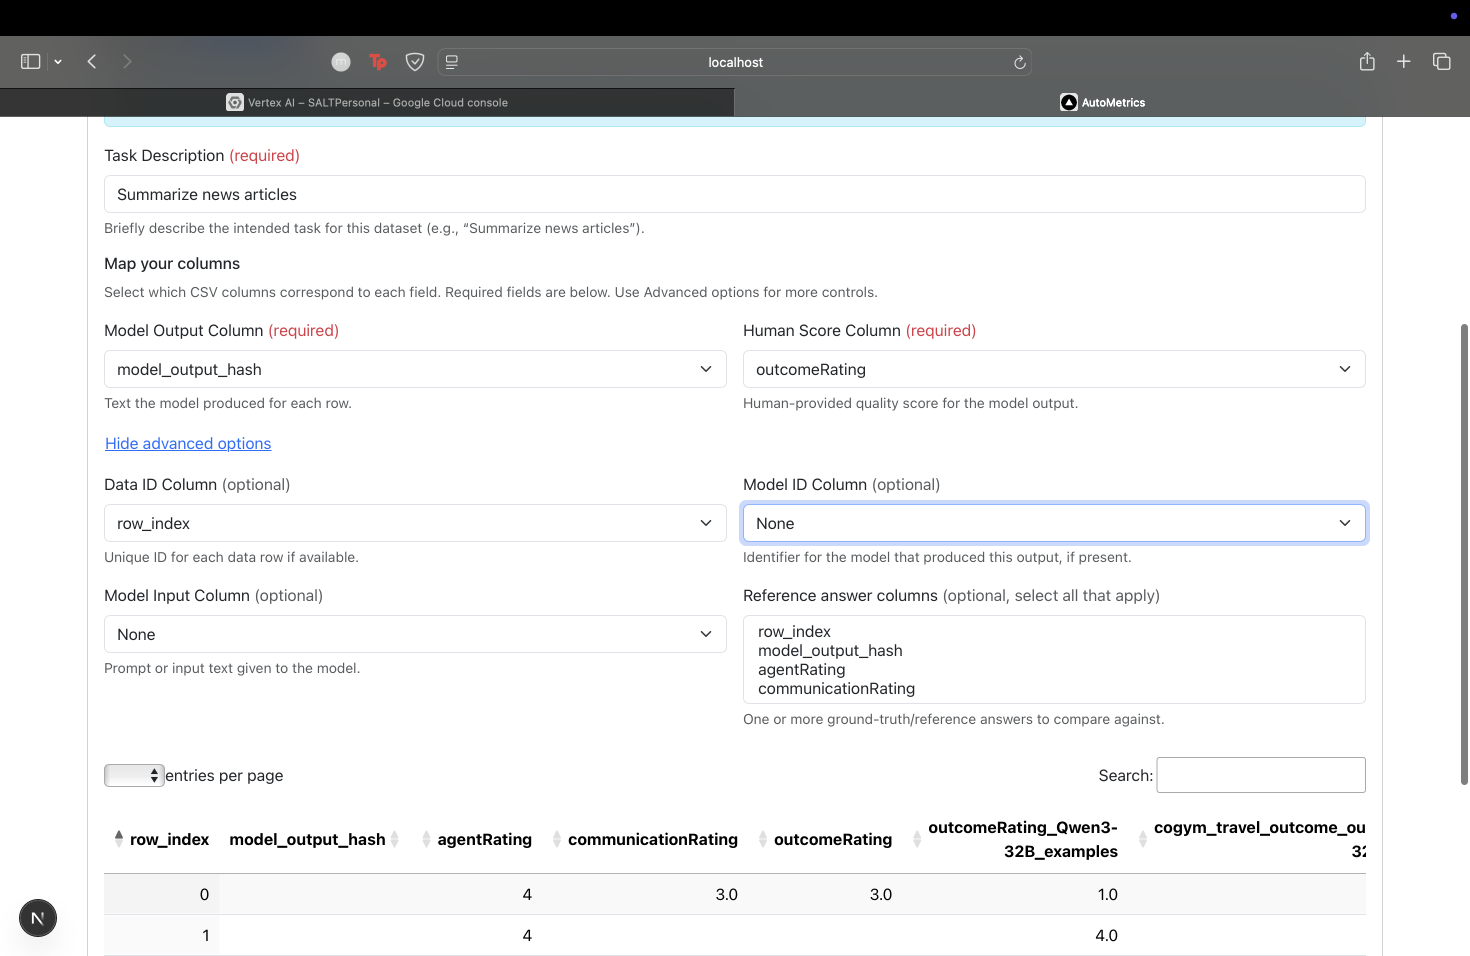 localhost
Vertex AI – SALTPersonal – Google Cloud console
AutoMetrics
Task Description (required)
Summarize news articles
Briefly describe the intended task for this dataset (e.g., “Summarize news articles”).
Map your columns
Select which CSV columns correspond to each field. Required fields are below. Use Advanced options for more controls.
Model Output Column (required)
Human Score Column (required)
model_output_hash
outcomeRating
Text the model produced for each row.
Human-provided quality score for the model output.
Hide advanced options
Data ID Column (optional)
Model ID Column (optional)
row_index
None
Unique ID for each data row if available.
Identifier for the model that produced this output, if present.
Model Input Column (optional)
Reference answer columns (optional, select all that apply)
None
row_index
model_output_hash
agentRating
communicationRating
Prompt or input text given to the model.
One or more ground-truth/reference answers to compare against.
entries per page
Search:
row_index model_output_hash agentRating communicationRating outcomeRating outcomeRating_Qwen3-32B_examples cogym_travel_outcome_ou
32
0 4 3.0 3.0 1.0
1 4 4.0
N
Tp
m